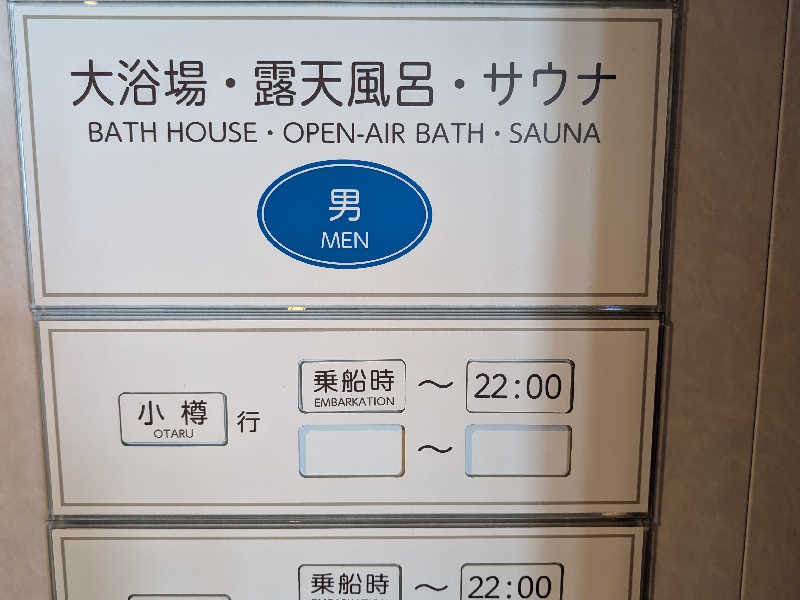 大浴場・露天風呂・サウナ
BATH HOUSE・OPEN-AIR BATH・SAUNA
男
MEN
小樽 行 乗船時 ～ 22:00
OTARU EMBARKATION
～
乗船時 ～ 22:00